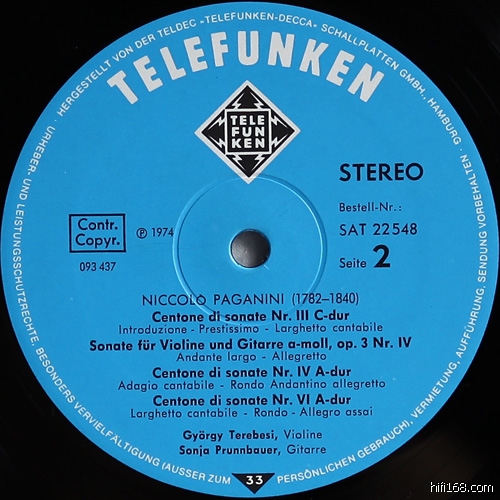 HERGESTELLT VON DER TELDEC »TELEFUNKEN-DECCA« SCHALLPLATTEN GMBH., HAMBURG
TELEFUNKEN
TELE
FUN
KEN
STEREO
Bestell-Nr.:
SAT 22 548
Seite 2
Contr.
Copyr.
℗ 1974
093 437
NICCOLO PAGANINI (1782–1840)
Centone di sonate Nr. III C-dur
Introduzione - Prestissimo - Larghetto cantabile
Sonate für Violine und Gitarre a-moll, op. 3 Nr. IV
Andante largo - Allegretto
Centone di sonate Nr. IV A-dur
Adagio cantabile - Rondo Andantino allegretto
Centone di sonate Nr. VI A-dur
Larghetto cantabile - Rondo - Allegro assai
György Terebesi, Violine
Sonja Prunnbauer, Gitarre
URHEBER- UND LEISTUNGSSCHUTZRECHTE, BESONDERS VERVIELFÄLTIGUNG (AUSSER ZUM PERSÖNLICHEN GEBRAUCH), VERMIETUNG, AUFFÜHRUNG, SENDUNG VORBEHALTEN
33
hifi168.com